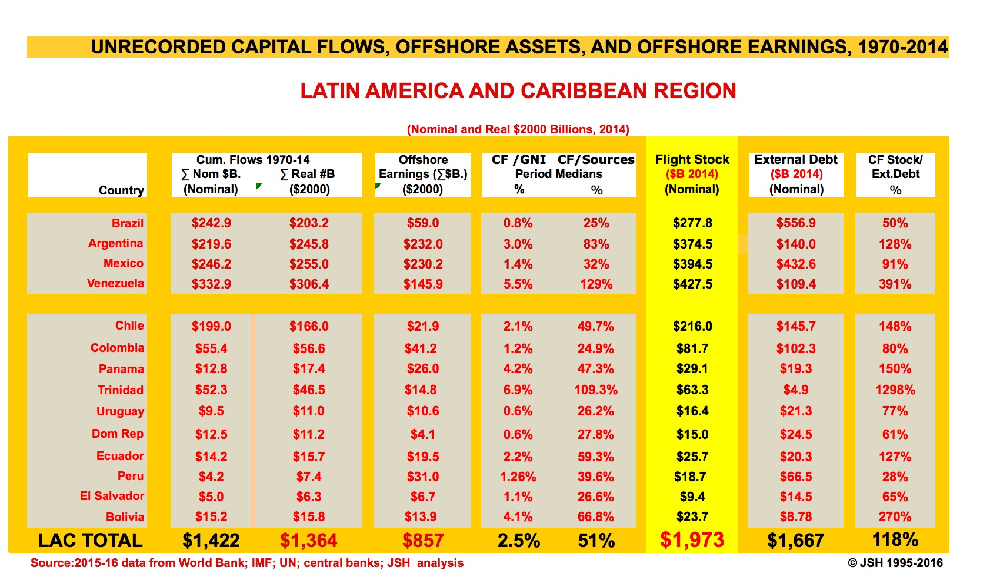 UNRECORDED CAPITAL FLOWS, OFFSHORE ASSETS, AND OFFSHORE EARNINGS, 1970-2014
LATIN AMERICA AND CARIBBEAN REGION
(Nominal and Real $2000 Billions, 2014)
Cum. Flows 1970-14 Offshore CF /GNI CF/Sources Flight Stock External Debt CF Stock/
∑ Nom $B. ∑ Real #B Earnings (∑$B.) Period Medians ($B 2014) ($B 2014) Ext.Debt
Country (Nominal) ($2000) ($2000) % % (Nominal) (Nominal) %
Brazil $242.9 $203.2 $59.0 0.8% 25% $277.8 $556.9 50%
Argentina $219.6 $245.8 $232.0 3.0% 83% $374.5 $140.0 128%
Mexico $246.2 $255.0 $230.2 1.4% 32% $394.5 $432.6 91%
Venezuela $332.9 $306.4 $145.9 5.5% 129% $427.5 $109.4 391%
Chile $199.0 $166.0 $21.9 2.1% 49.7% $216.0 $145.7 148%
Colombia $55.4 $56.6 $41.2 1.2% 24.9% $81.7 $102.3 80%
Panama $12.8 $17.4 $26.0 4.2% 47.3% $29.1 $19.3 150%
Trinidad $52.3 $46.5 $14.8 6.9% 109.3% $63.3 $4.9 1298%
Uruguay $9.5 $11.0 $10.6 0.6% 26.2% $16.4 $21.3 77%
Dom Rep $12.5 $11.2 $4.1 0.6% 27.8% $15.0 $24.5 61%
Ecuador $14.2 $15.7 $19.5 2.2% 59.3% $25.7 $20.3 127%
Peru $4.2 $7.4 $31.0 1.26% 39.6% $18.7 $66.5 28%
El Salvador $5.0 $6.3 $6.7 1.1% 26.6% $9.4 $14.5 65%
Bolivia $15.2 $15.8 $13.9 4.1% 66.8% $23.7 $8.78 270%
LAC TOTAL $1,422 $1,364 $857 2.5% 51% $1,973 $1,667 118%
Source:2015-16 data from World Bank; IMF; UN; central banks; JSH analysis © JSH 1995-2016